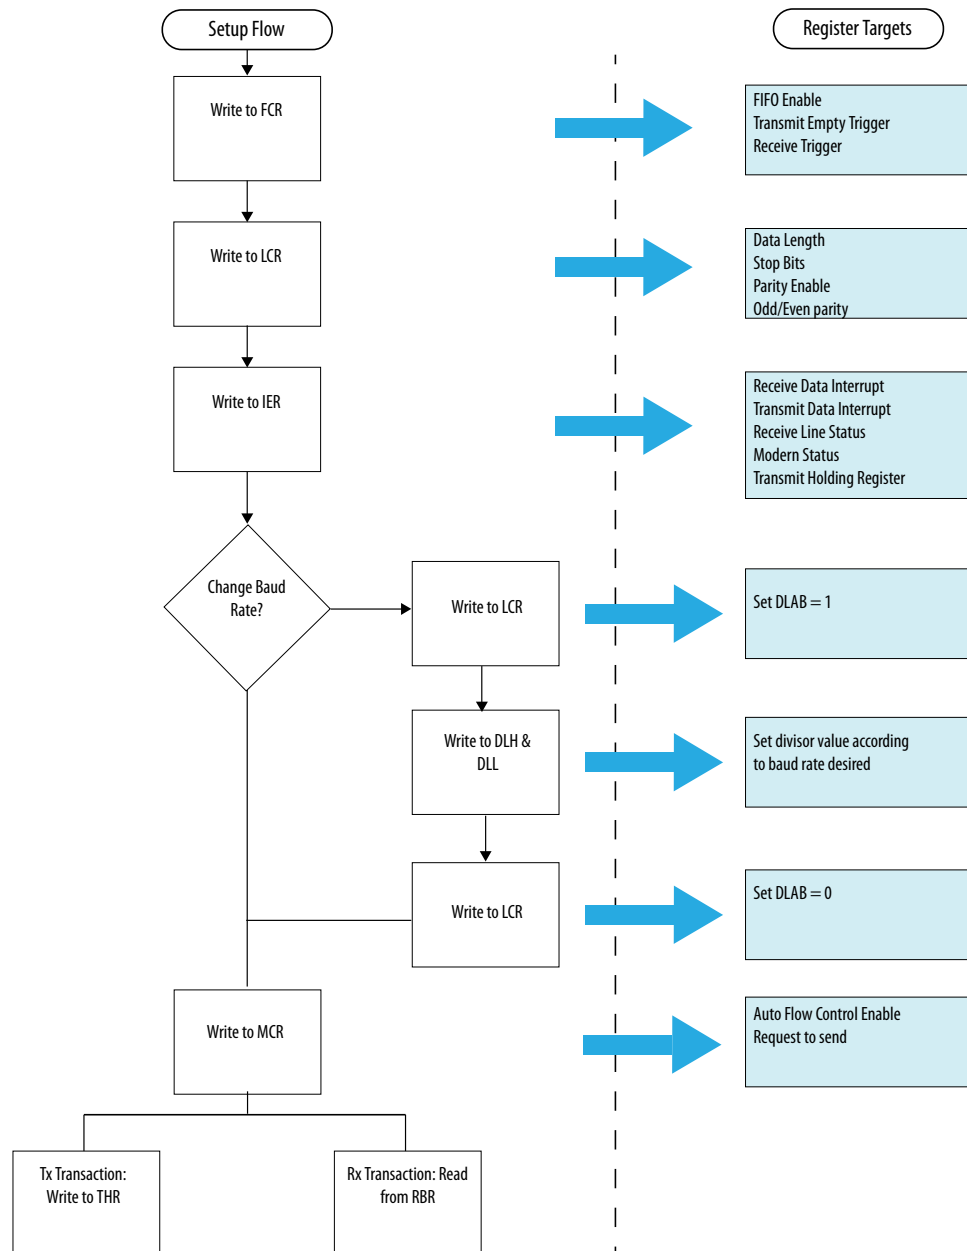 Setup Flow
Register Targets
Write to FCR
FIFO Enable
Transmit Empty Trigger
Receive Trigger
Write to LCR
Data Length
Stop Bits
Parity Enable
Odd/Even parity
Write to IER
Receive Data Interrupt
Transmit Data Interrupt
Receive Line Status
Modern Status
Transmit Holding Register
Change Baud
Rate?
Write to LCR
Set DLAB = 1
Write to DLH &
DLL
Set divisor value according
to baud rate desired
Write to LCR
Set DLAB = 0
Write to MCR
Auto Flow Control Enable
Request to send
Tx Transaction:
Write to THR
Rx Transaction: Read
from RBR